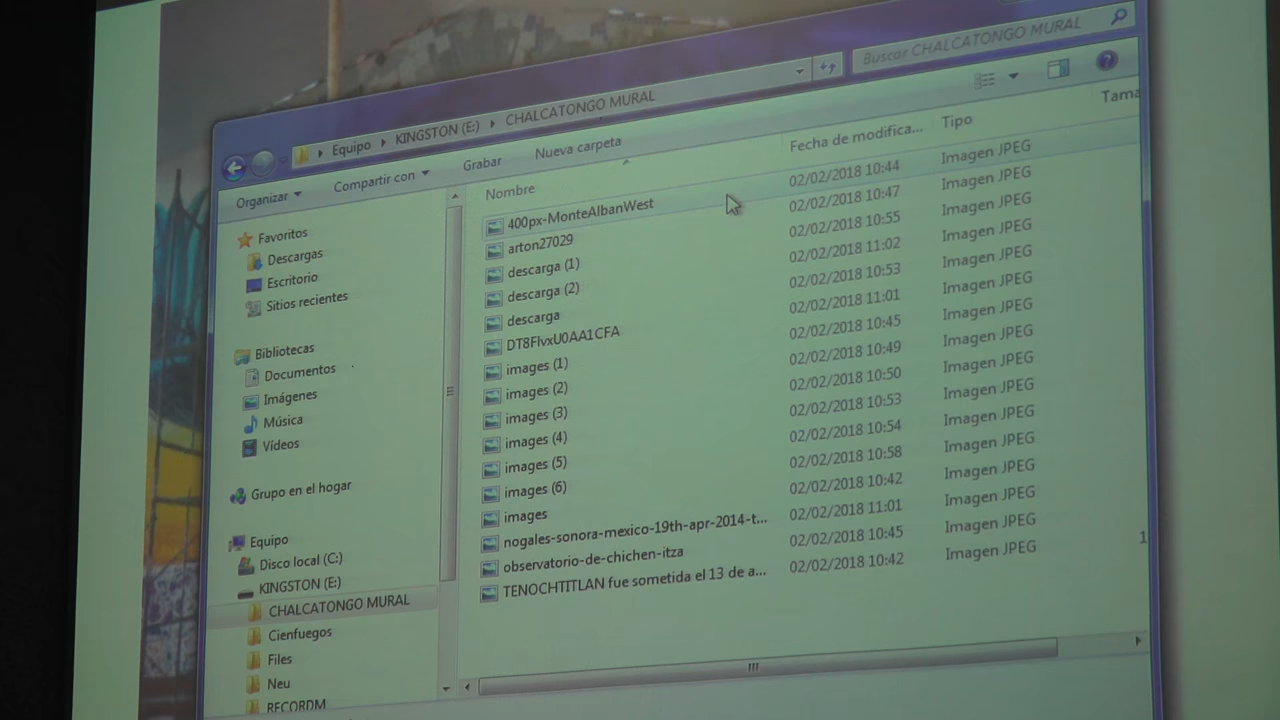 Buscar CHALCATONGO MURAL
Equipo KINGSTON (E:) CHALCATONGO MURAL
Organizar Compartir con Grabar Nueva carpeta
Nombre Fecha de modifica... Tipo Tama
Favoritos
Descargas
Escritorio
Sitios recientes
Bibliotecas
Documentos
Imágenes
Música
Vídeos
Grupo en el hogar
Equipo
Disco local (C:)
KINGSTON (E:)
CHALCATONGO MURAL
Cienfuegos
Files
Neu
RECORDM
400px-MonteAlbanWest 02/02/2018 10:44 Imagen JPEG
arton27029 02/02/2018 10:47 Imagen JPEG
descarga (1) 02/02/2018 10:55 Imagen JPEG
descarga (2) 02/02/2018 11:02 Imagen JPEG
descarga 02/02/2018 10:53 Imagen JPEG
DT8FlvxU0AA1CFA 02/02/2018 11:01 Imagen JPEG
images (1) 02/02/2018 10:45 Imagen JPEG
images (2) 02/02/2018 10:49 Imagen JPEG
images (3) 02/02/2018 10:50 Imagen JPEG
images (4) 02/02/2018 10:53 Imagen JPEG
images (5) 02/02/2018 10:54 Imagen JPEG
images (6) 02/02/2018 10:58 Imagen JPEG
images 02/02/2018 10:42 Imagen JPEG
nogales-sonora-mexico-19th-apr-2014-t... 02/02/2018 11:01 Imagen JPEG
observatorio-de-chichen-itza 02/02/2018 10:45 Imagen JPEG 1
TENOCHTITLAN fue sometida el 13 de a... 02/02/2018 10:42 Imagen JPEG